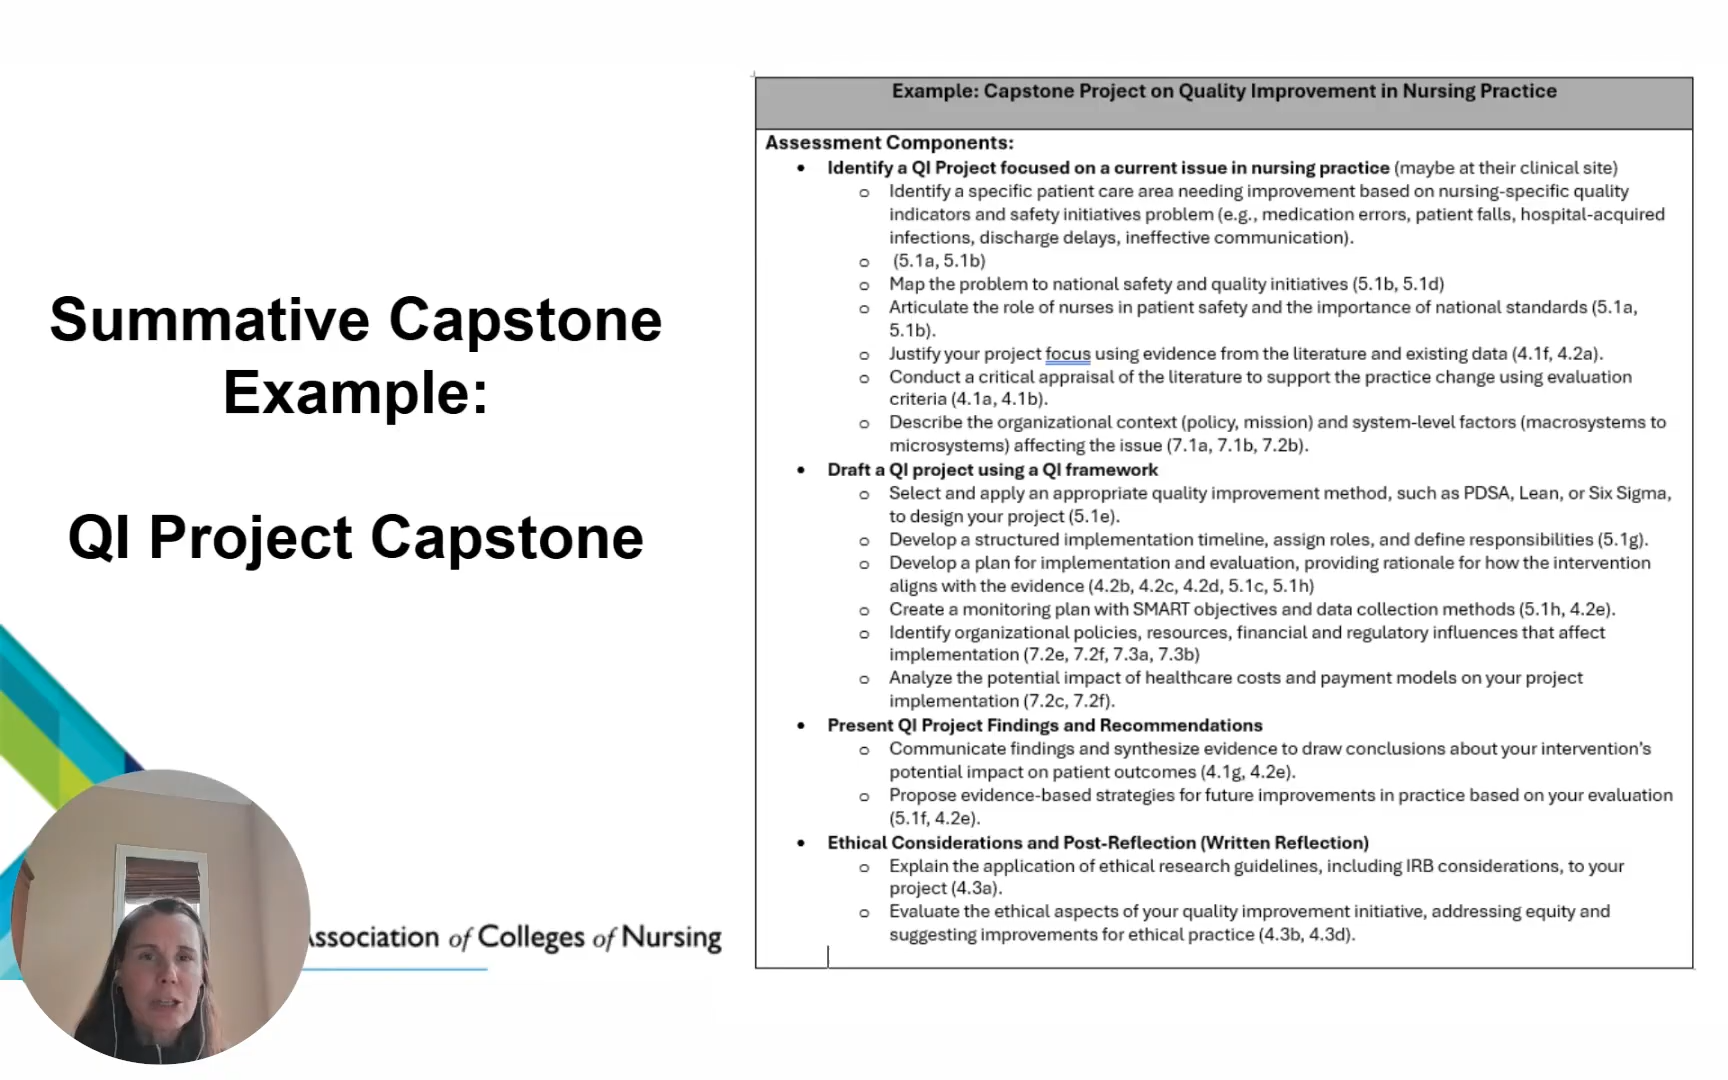 Summative Capstone
Example:
QI Project Capstone
Association of Colleges of Nursing
Example: Capstone Project on Quality Improvement in Nursing Practice
Assessment Components:
• Identify a QI Project focused on a current issue in nursing practice (maybe at their clinical site)
o Identify a specific patient care area needing improvement based on nursing-specific quality
indicators and safety initiatives problem (e.g., medication errors, patient falls, hospital-acquired
infections, discharge delays, ineffective communication).
o (5.1a, 5.1b)
o Map the problem to national safety and quality initiatives (5.1b, 5.1d)
o Articulate the role of nurses in patient safety and the importance of national standards (5.1a,
5.1b).
o Justify your project focus using evidence from the literature and existing data (4.1f, 4.2a).
o Conduct a critical appraisal of the literature to support the practice change using evaluation
criteria (4.1a, 4.1b).
o Describe the organizational context (policy, mission) and system-level factors (macrosystems to
microsystems) affecting the issue (7.1a, 7.1b, 7.2b).
• Draft a QI project using a QI framework
o Select and apply an appropriate quality improvement method, such as PDSA, Lean, or Six Sigma,
to design your project (5.1e).
o Develop a structured implementation timeline, assign roles, and define responsibilities (5.1g).
o Develop a plan for implementation and evaluation, providing rationale for how the intervention
aligns with the evidence (4.2b, 4.2c, 4.2d, 5.1c, 5.1h)
o Create a monitoring plan with SMART objectives and data collection methods (5.1h, 4.2e).
o Identify organizational policies, resources, financial and regulatory influences that affect
implementation (7.2e, 7.2f, 7.3a, 7.3b)
o Analyze the potential impact of healthcare costs and payment models on your project
implementation (7.2c, 7.2f).
• Present QI Project Findings and Recommendations
o Communicate findings and synthesize evidence to draw conclusions about your intervention's
potential impact on patient outcomes (4.1g, 4.2e).
o Propose evidence-based strategies for future improvements in practice based on your evaluation
(5.1f, 4.2e).
• Ethical Considerations and Post-Reflection (Written Reflection)
o Explain the application of ethical research guidelines, including IRB considerations, to your
project (4.3a).
o Evaluate the ethical aspects of your quality improvement initiative, addressing equity and
suggesting improvements for ethical practice (4.3b, 4.3d).